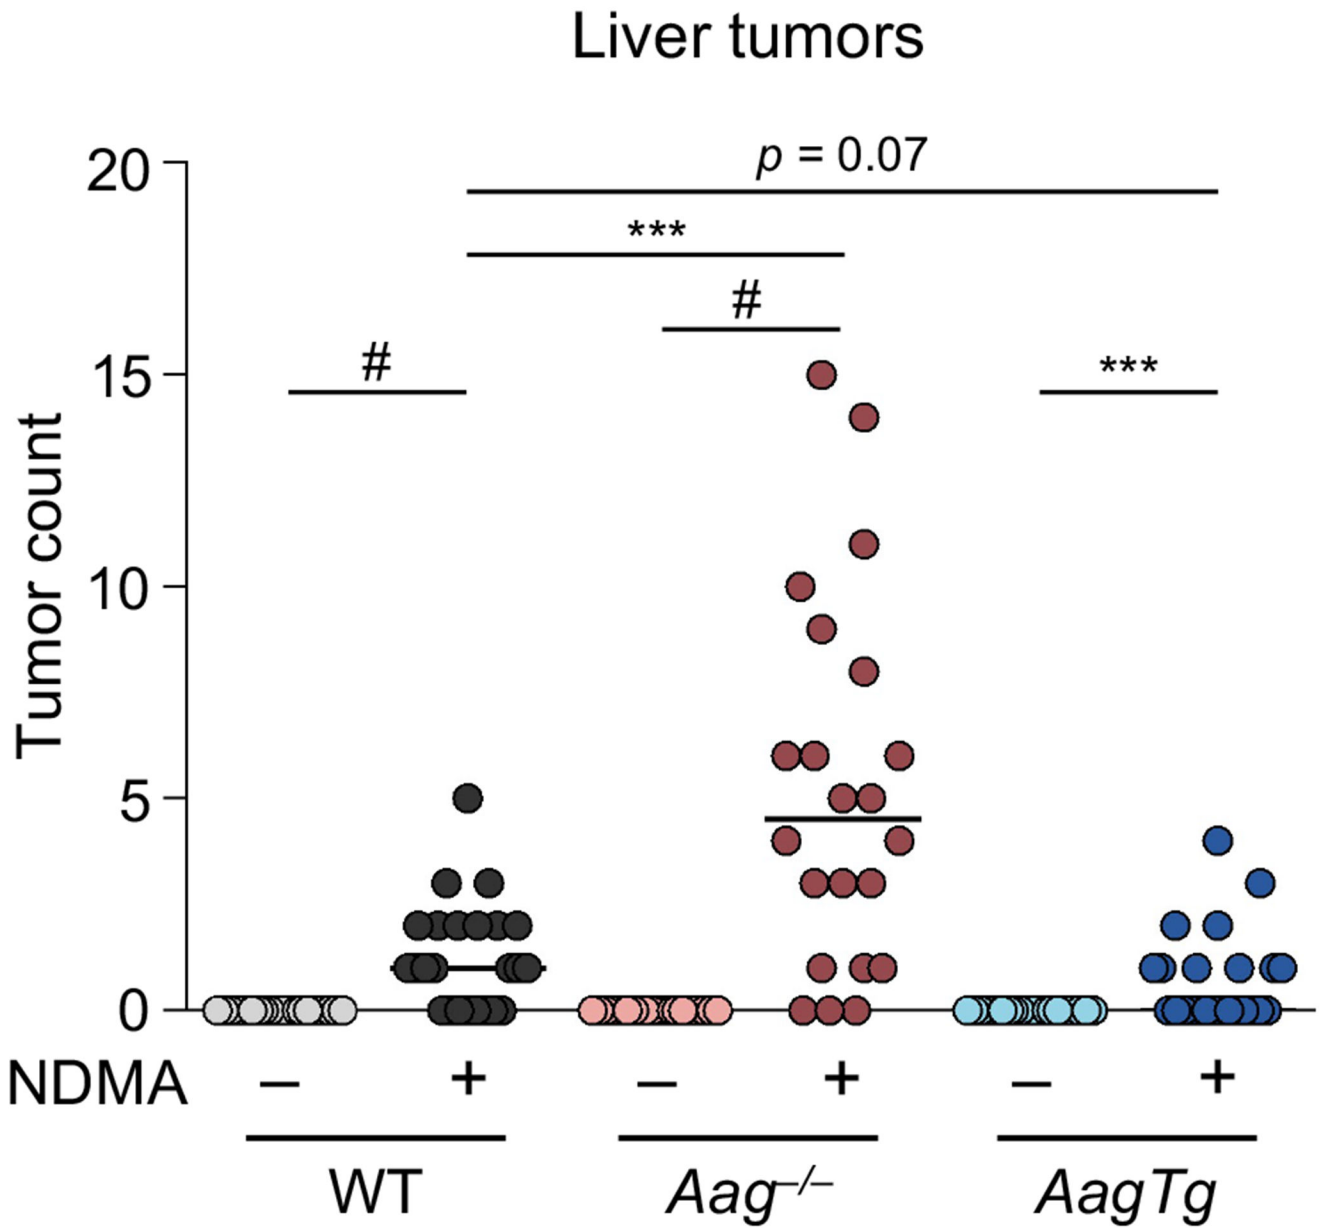 Liver tumors
p = 0.07
***
#
#
***
20
15
10
5
0
Tumor count
NDMA – + – + – +
WT Aag–/– AagTg